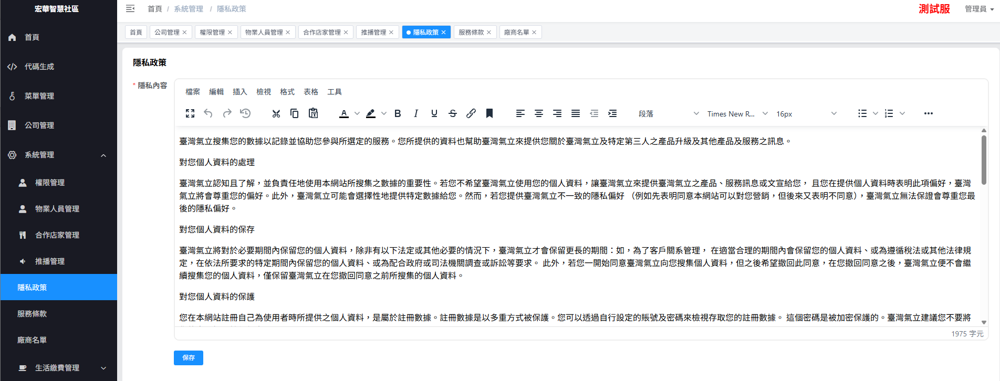 宏華智慧社區
首頁 / 系統管理 / 隱私政策
測試服
管理員
首頁
代碼生成
菜單管理
公司管理
系統管理
權限管理
物業人員管理
合作店家管理
推播管理
隱私政策
服務條款
廠商名單
生活繳費管理
首頁 公司管理 權限管理 物業人員管理 合作店家管理 推播管理 隱私政策 服務條款 廠商名單
隱私政策
* 隱私內容
檔案 編輯 插入 檢視 格式 表格 工具
段落 Times New R... 16px
臺灣氣立搜集您的數據以記錄並協助您參與所選定的服務。您所提供的資料也幫助臺灣氣立來提供您關於臺灣氣立及特定第三人之產品升級及其他產品及服務之訊息。
對您個人資料的處理
臺灣氣立認知且了解，並負責任地使用本網站所搜集之數據的重要性。若您不希望臺灣氣立使用您的個人資料，讓臺灣氣立來提供臺灣氣立之產品、服務訊息或文宣給您， 且您在提供個人資料時表明此項偏好，臺灣
氣立將會尊重您的偏好。此外，臺灣氣立可能會選擇性地提供特定數據給您。然而，若您提供臺灣氣立不一致的隱私偏好 （例如先表明同意本網站可以對您營銷，但後來又表明不同意），臺灣氣立無法保證會尊重您最
後的隱私偏好。
對您個人資料的保存
臺灣氣立將對於必要期間內保留您的個人資料，除非有以下法定或其他必要的情況下，臺灣氣立才會保留更長的期間：如，為了客戶關系管理， 在適當合理的期間內會保留您的個人資料、或為遵循稅法或其他法律規
定，在依法所要求的特定期間內保留您的個人資料、或為配合政府或司法機關調查或訴訟等要求。 此外，若您一開始同意臺灣氣立向您搜集個人資料，但之後希望撤回此同意，在您撤回同意之後，臺灣氣立便不會繼
續搜集您的個人資料，僅保留臺灣氣立在您撤回同意之前所搜集的個人資料。
對您個人資料的保護
您在本網站註冊自己為使用者時所提供之個人資料，是屬於註冊數據。註冊數據是以多重方式被保護。您可以透過自行設定的賬號及密碼來檢視存取您的註冊數據。 這個密碼是被加密保護的。臺灣氣立建議您不要將
1975 字元
保存